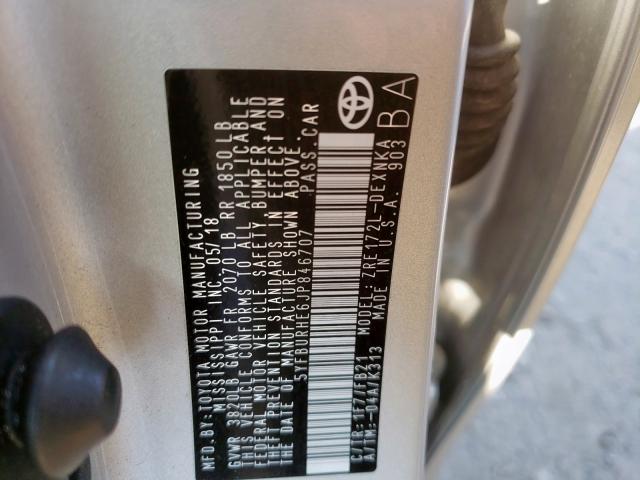 MFD.BY:TOYOTA MOTOR MANUFACTURING
MISSISSIPPI INC. 05/18
GVWR 3820LB GAWR FR 2070 LB RR 1850 LB
THIS VEHICLE CONFORMS TO ALL APPLICABLE
FEDERAL MOTOR VEHICLE SAFETY, BUMPER, AND
THEFT PREVENTION STANDARDS IN EFFECT ON
THE DATE OF MANUFACTURE SHOWN ABOVE.
5YFBURHE6JP846707 PASS.CAR
C/TR: 1F7/FB21 MODEL:ZRE172L-DEXNKA
A/TM:-04A/K313 MADE IN U.S.A. 903
BA